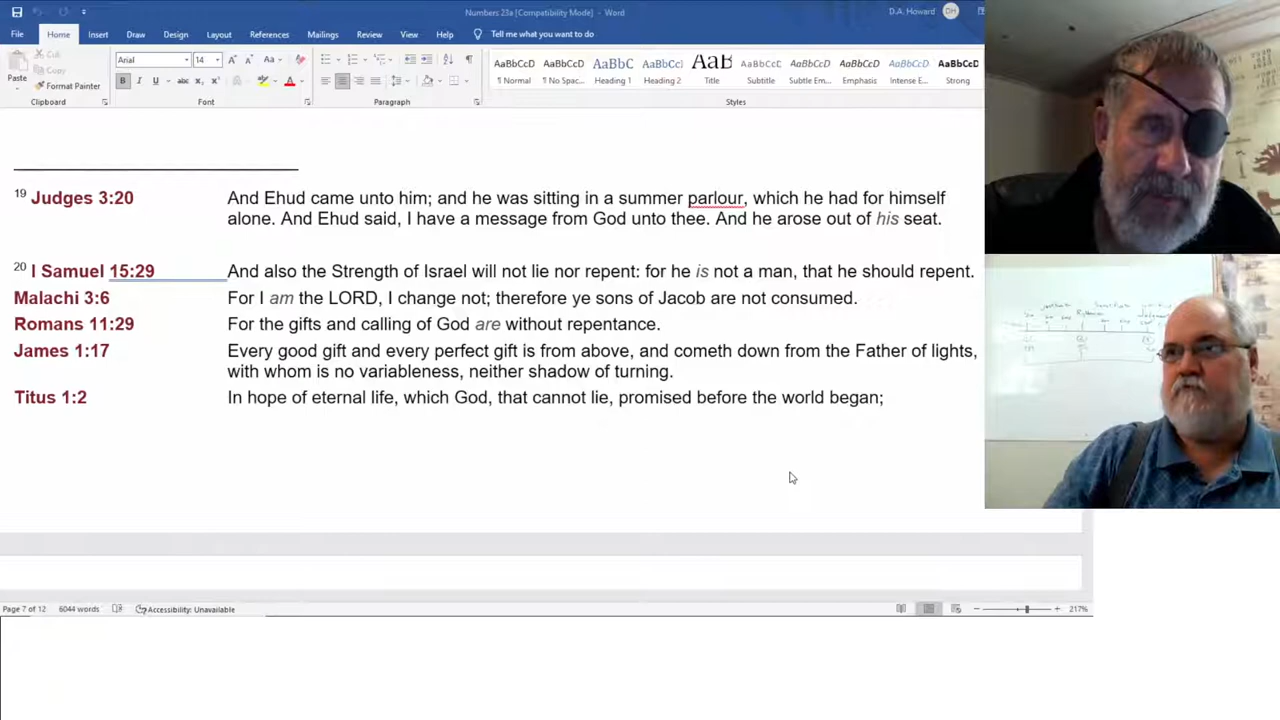 Numbers 23a [Compatibility Mode] - Word
D.A. Howard DH
File Home Insert Draw Design Layout References Mailings Review View Help Tell me what you want to do
Paste
Cut
Copy
Format Painter
Clipboard
Arial 14
Font
Paragraph
AaBbCcD AaBbCcD AaBbC AaBbCc AaB AaBbCcD AaBbCcD AaBbCcD AaBbCcD AaBbCcD
¶ Normal ¶ No Spac... Heading 1 Heading 2 Title Subtitle Subtle Em... Emphasis Intense E... Strong
Styles
19 Judges 3:20 And Ehud came unto him; and he was sitting in a summer parlour, which he had for himself
alone. And Ehud said, I have a message from God unto thee. And he arose out of his seat.
20 I Samuel 15:29 And also the Strength of Israel will not lie nor repent: for he is not a man, that he should repent.
Malachi 3:6 For I am the LORD, I change not; therefore ye sons of Jacob are not consumed.
Romans 11:29 For the gifts and calling of God are without repentance.
James 1:17 Every good gift and every perfect gift is from above, and cometh down from the Father of lights,
with whom is no variableness, neither shadow of turning.
Titus 1:2 In hope of eternal life, which God, that cannot lie, promised before the world began;
Page 7 of 12 6044 words Accessibility: Unavailable 217%